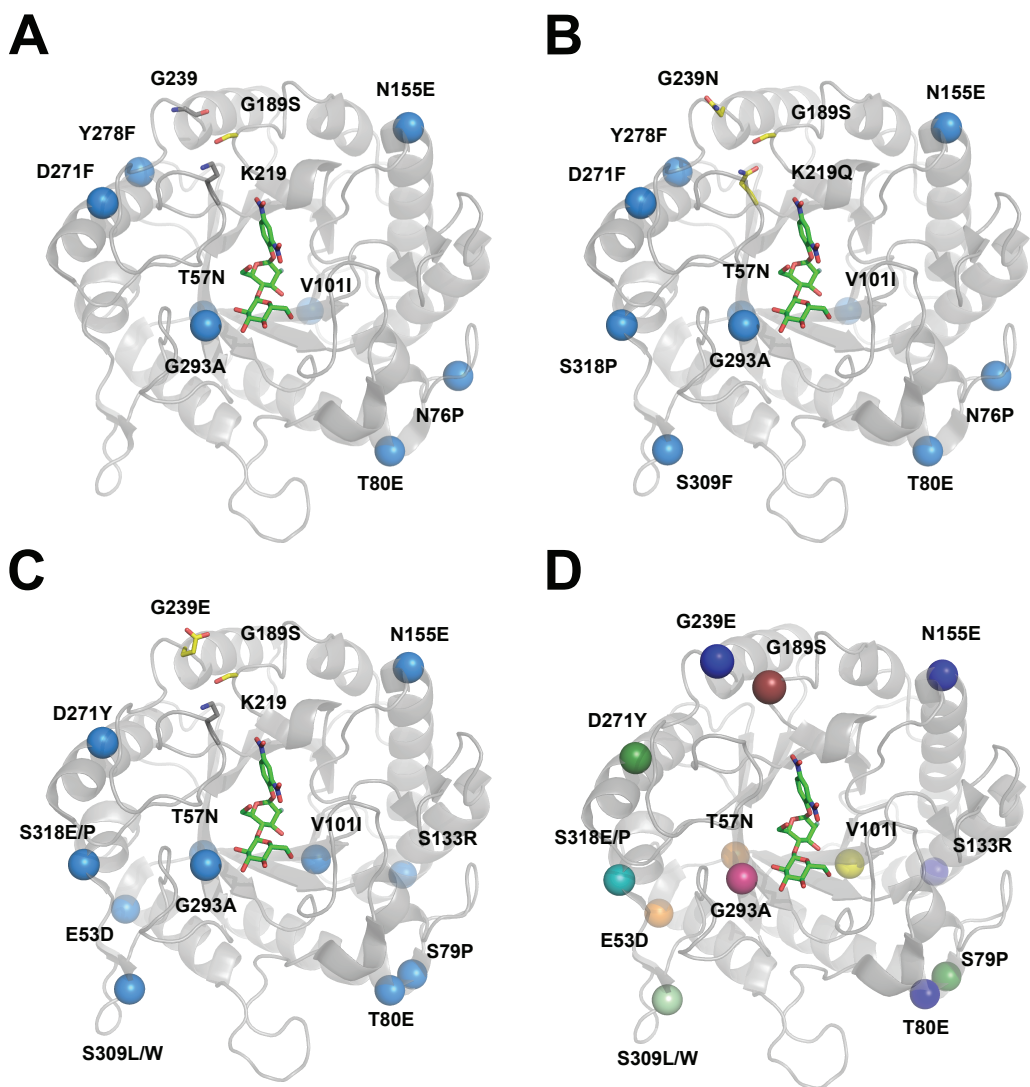 A
G239
G189S
N155E
Y278F
D271F
K219
T57N
V101I
G293A
N76P
T80E
B
G239N
G189S
N155E
Y278F
D271F
K219Q
T57N
V101I
S318P
G293A
N76P
S309F
T80E
C
G239E
G189S
N155E
D271Y
K219
T57N
V101I
S318E/P
S133R
G293A
E53D
S79P
T80E
S309L/W
D
G239E
G189S
N155E
D271Y
T57N
V101I
S318E/P
S133R
G293A
E53D
S79P
T80E
S309L/W